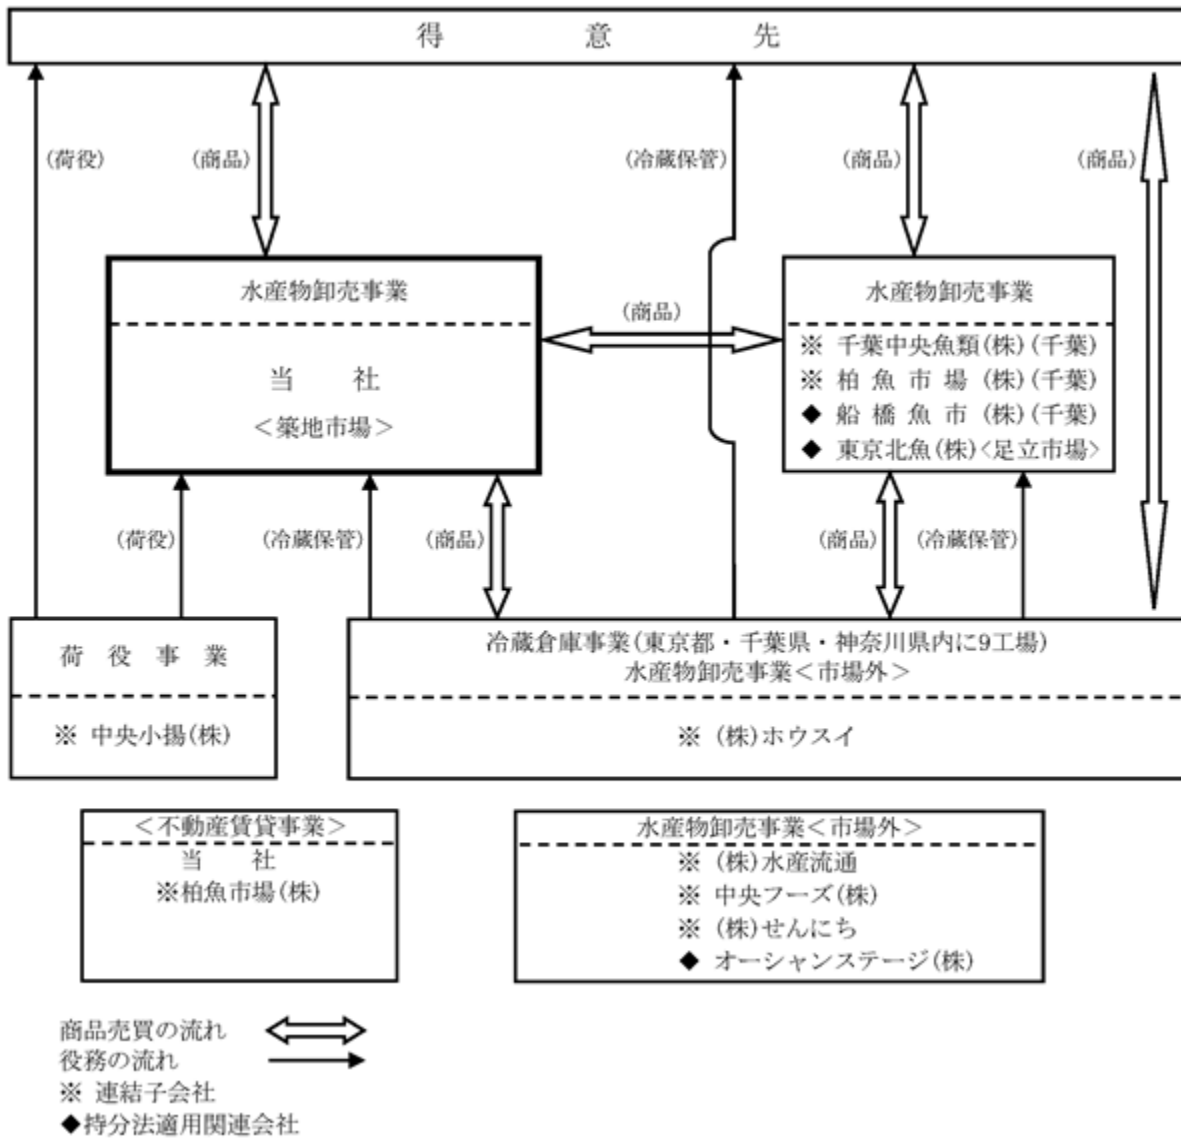 得意先
(荷役)
(商品)
(冷蔵保管)
(商品)
(商品)
水産物卸売事業
当社
<築地市場>
(商品)
水産物卸売事業
※ 千葉中央魚類(株)(千葉)
※ 柏魚市場(株)(千葉)
◆ 船橋魚市(株)(千葉)
◆ 東京北魚(株)<足立市場>
(荷役)
(冷蔵保管)
(商品)
(商品)
(冷蔵保管)
荷役事業
※ 中央小揚(株)
冷蔵倉庫事業(東京都・千葉県・神奈川県内に9工場)
水産物卸売事業<市場外>
※ (株)ホウスイ
<不動産賃貸事業>
当社
※柏魚市場(株)
水産物卸売事業<市場外>
※ (株)水産流通
※ 中央フーズ(株)
※ (株)せんにち
◆ オーシャンステージ(株)
商品売買の流れ
役務の流れ
※ 連結子会社
◆持分法適用関連会社